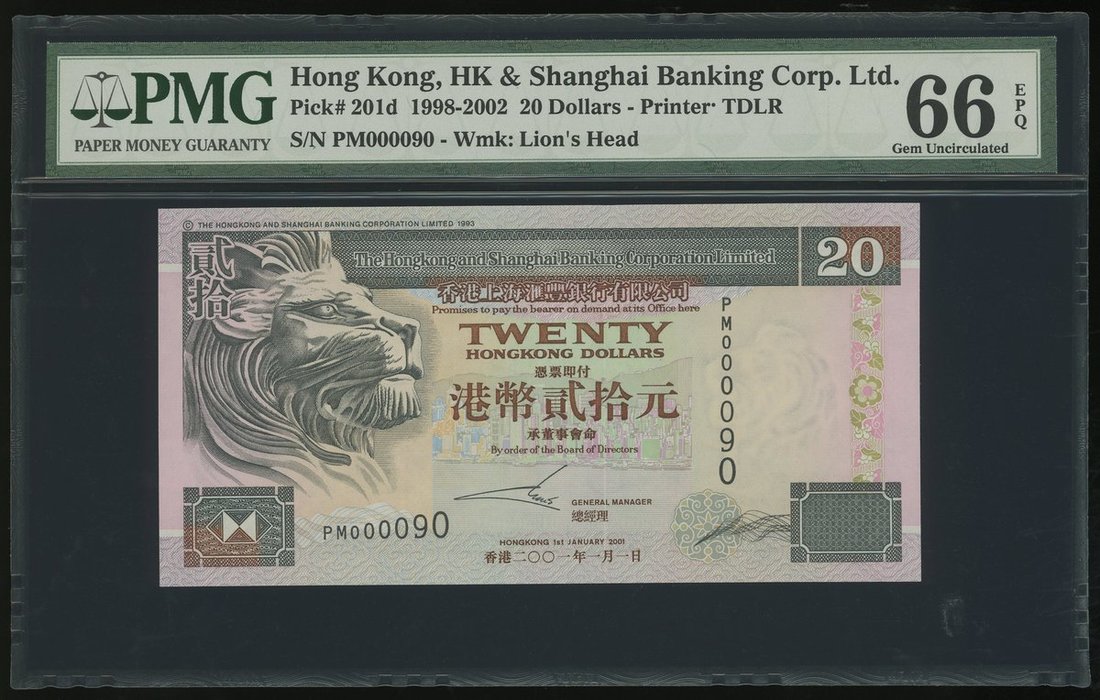 PMG
PAPER MONEY GUARANTY
Hong Kong, HK & Shanghai Banking Corp. Ltd.
Pick# 201d 1998-2002 20 Dollars - Printer: TDLR
S/N PM000090 - Wmk: Lion's Head
66
EPQ
Gem Uncirculated
© THE HONGKONG AND SHANGHAI BANKING CORPORATION LIMITED 1993
貳拾
The Hongkong and Shanghai Banking Corporation Limited
20
香港上海滙豐銀行有限公司
Promises to pay the bearer on demand at its Office here
TWENTY
HONGKONG DOLLARS
憑票即付
港幣貳拾元
承董事會命
By order of the Board of Directors
PM000090
GENERAL MANAGER
總經理
PM000090
HONGKONG 1st JANUARY 2001
香港二〇〇一年一月一日